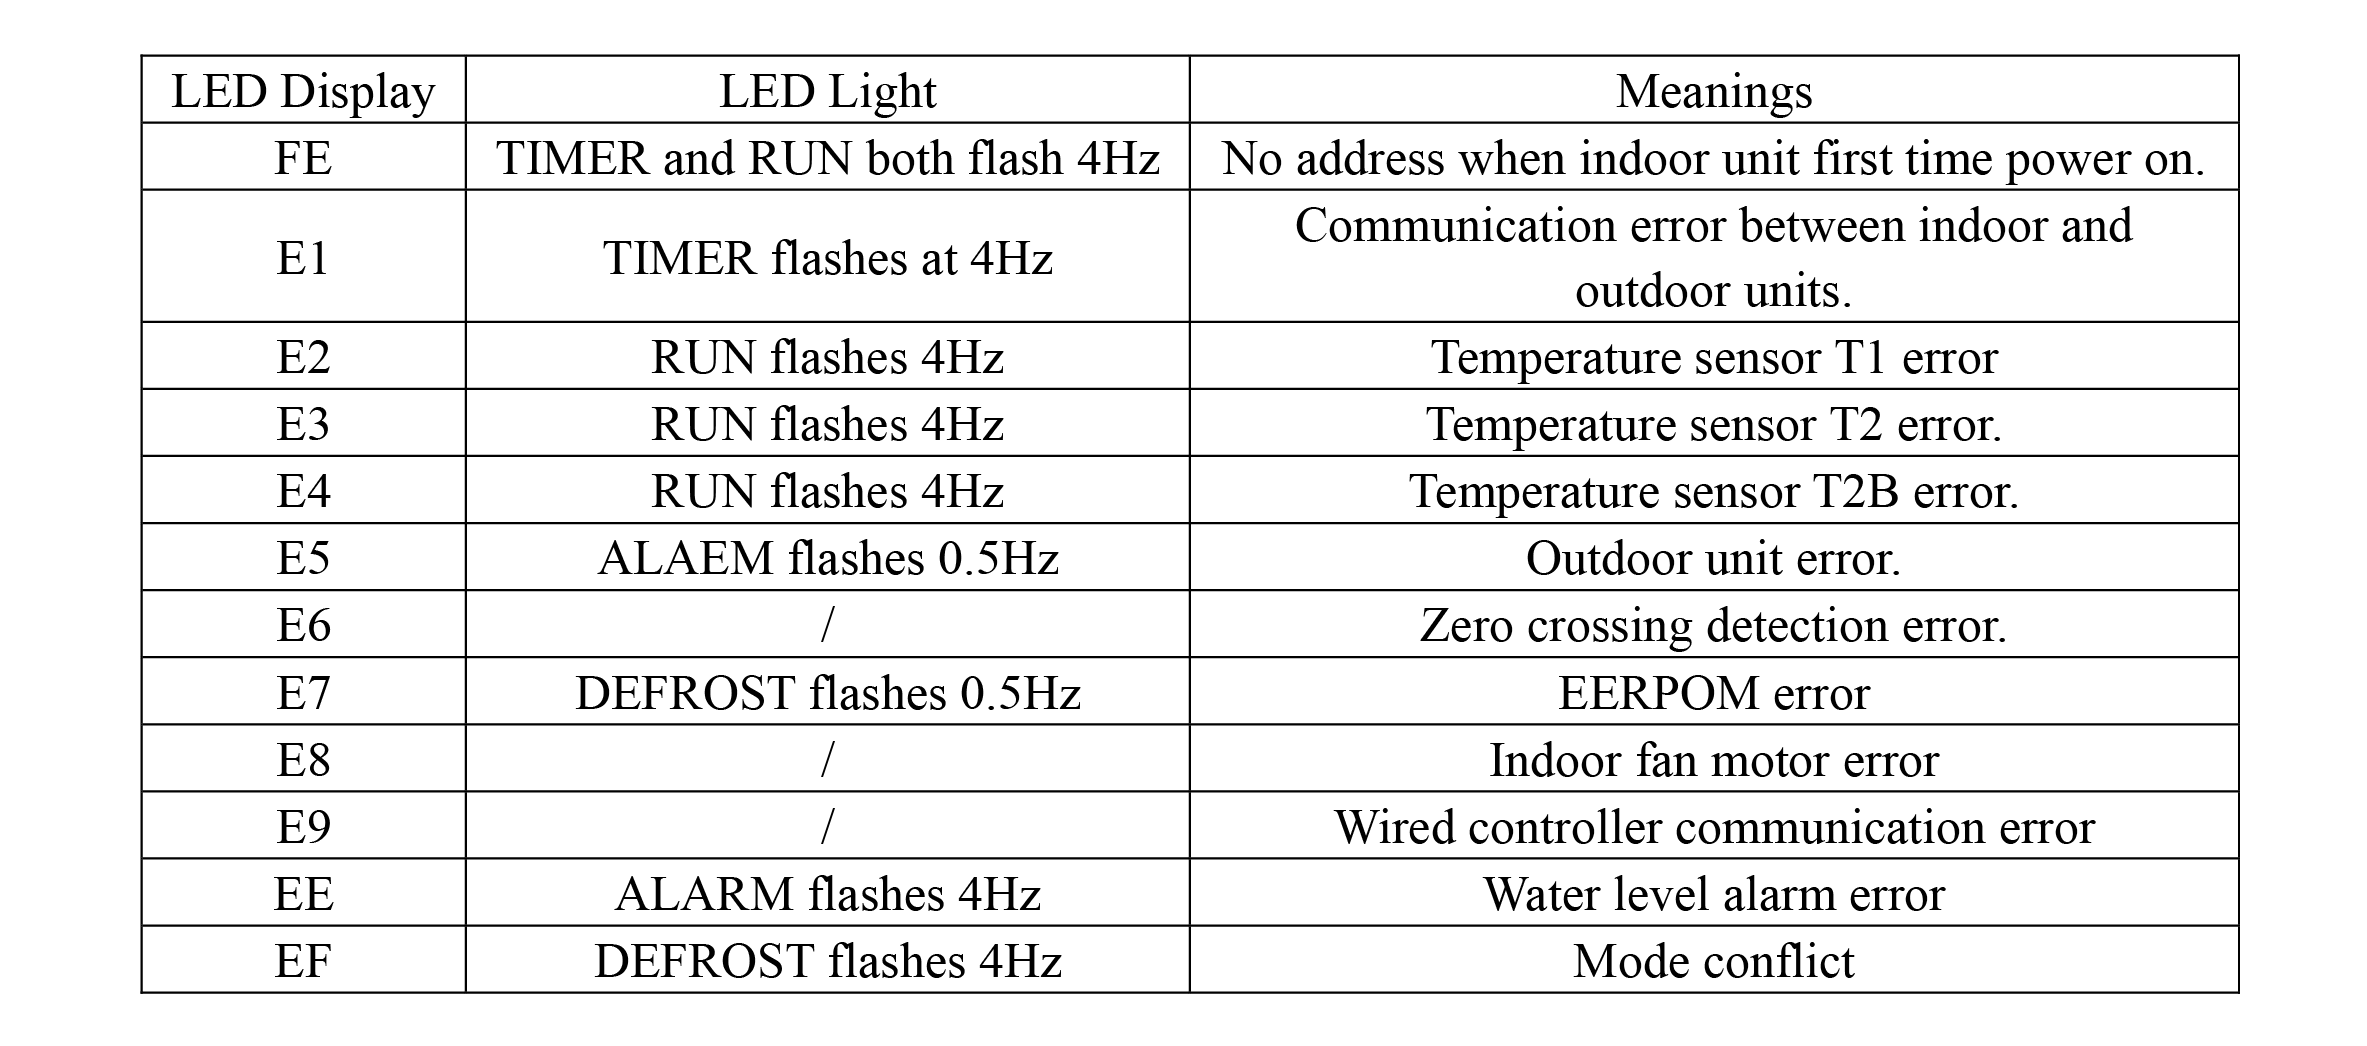 LED Display LED Light Meanings
FE TIMER and RUN both flash 4Hz No address when indoor unit first time power on.
E1 TIMER flashes at 4Hz Communication error between indoor and
outdoor units.
E2 RUN flashes 4Hz Temperature sensor T1 error
E3 RUN flashes 4Hz Temperature sensor T2 error.
E4 RUN flashes 4Hz Temperature sensor T2B error.
E5 ALAEM flashes 0.5Hz Outdoor unit error.
E6 / Zero crossing detection error.
E7 DEFROST flashes 0.5Hz EERPOM error
E8 / Indoor fan motor error
E9 / Wired controller communication error
EE ALARM flashes 4Hz Water level alarm error
EF DEFROST flashes 4Hz Mode conflict